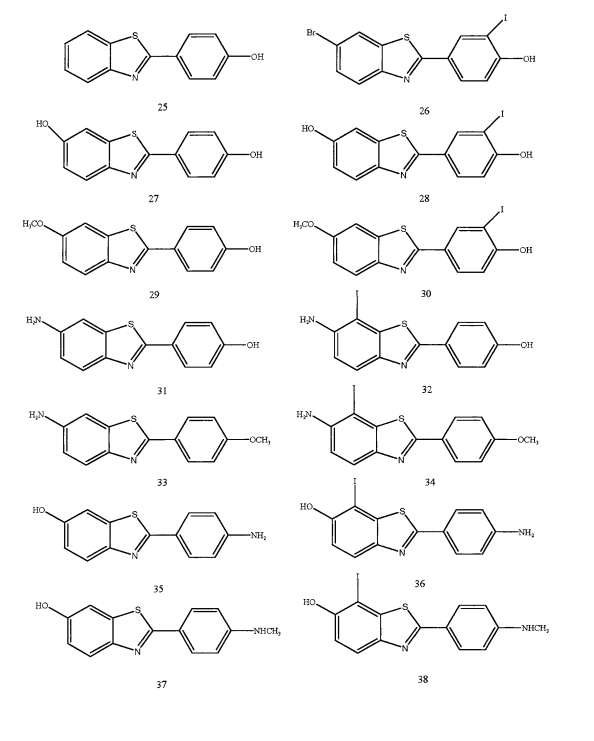 S N OH
25
Br S N I OH
26
HO S N OH
27
HO S N I OH
28
H₃CO S N OH
29
H₃CO S N I OH
30
H₂N S N OH
31
I H₂N S N OH
32
H₂N S N OCH₃
33
I H₂N S N OCH₃
34
HO S N NH₂
35
I HO S N NH₂
36
HO S N NHCH₃
37
I HO S N NHCH₃
38